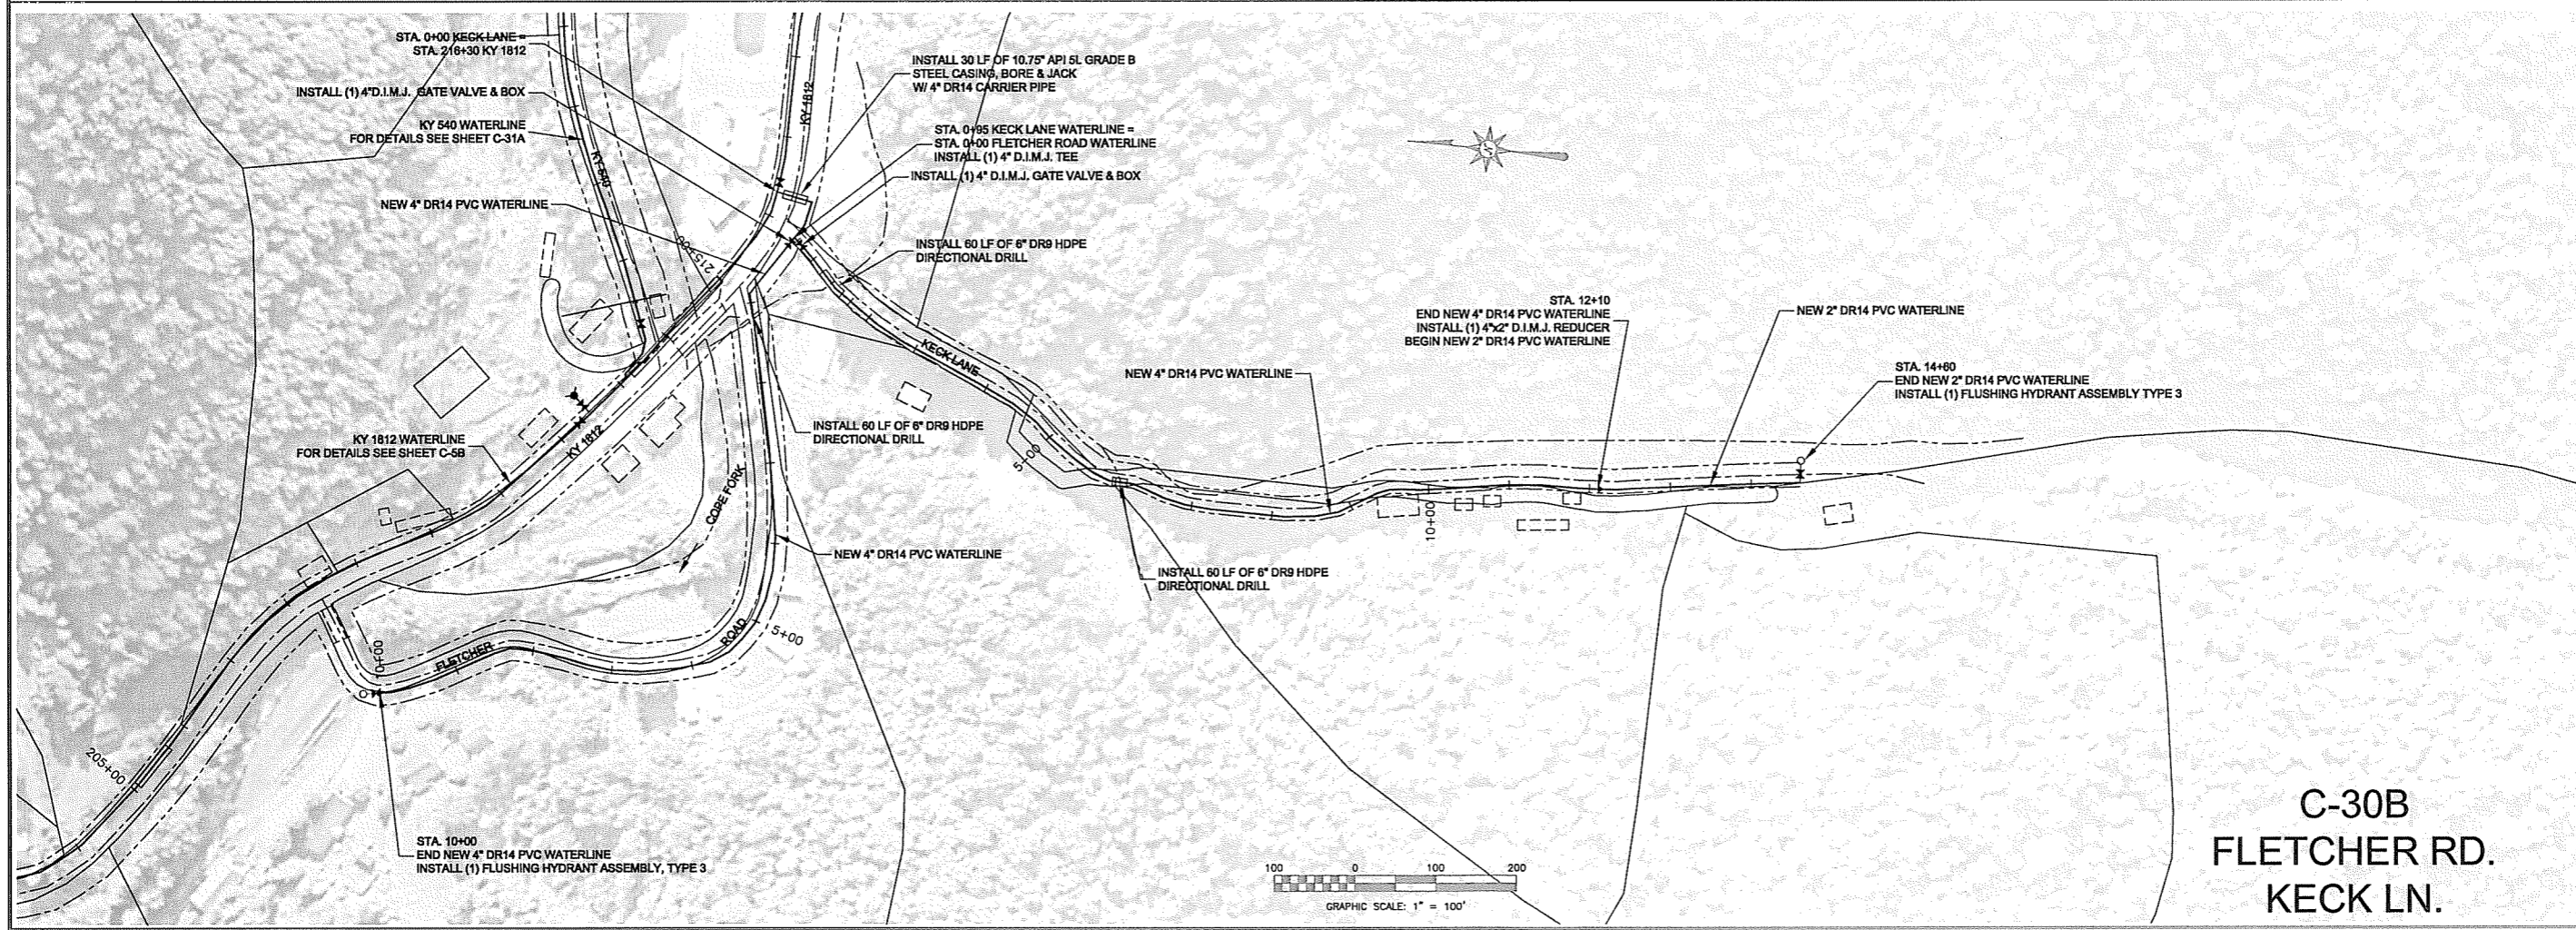 STA. 0+00 KECK LANE =
STA. 216+30 KY 1812
INSTALL (1) 4"D.I.M.J. GATE VALVE & BOX
KY 540 WATERLINE
FOR DETAILS SEE SHEET C-31A
KY 540
NEW 4" DR14 PVC WATERLINE
215+00
KY 1812
INSTALL 30 LF OF 10.75" API 5L GRADE B
STEEL CASING, BORE & JACK
W/ 4" DR14 CARRIER PIPE
STA. 0+95 KECK LANE WATERLINE =
STA. 0+00 FLETCHER ROAD WATERLINE
INSTALL (1) 4" D.I.M.J. TEE
INSTALL (1) 4" D.I.M.J. GATE VALVE & BOX
INSTALL 60 LF OF 6" DR9 HDPE
DIRECTIONAL DRILL
KECK LANE
STA. 12+10
END NEW 4" DR14 PVC WATERLINE
INSTALL (1) 4"x2" D.I.M.J. REDUCER
BEGIN NEW 2" DR14 PVC WATERLINE
NEW 2" DR14 PVC WATERLINE
NEW 4" DR14 PVC WATERLINE
STA. 14+60
END NEW 2" DR14 PVC WATERLINE
INSTALL (1) FLUSHING HYDRANT ASSEMBLY TYPE 3
KY 1812 WATERLINE
FOR DETAILS SEE SHEET C-5B
KY 1812
INSTALL 60 LF OF 6" DR9 HDPE
DIRECTIONAL DRILL
5+00
COPE FORK
10+00
NEW 4" DR14 PVC WATERLINE
INSTALL 60 LF OF 6" DR9 HDPE
DIRECTIONAL DRILL
10+00
FLETCHER
ROAD
5+00
205+00
STA. 10+00
END NEW 4" DR14 PVC WATERLINE
INSTALL (1) FLUSHING HYDRANT ASSEMBLY, TYPE 3
100 0 100 200
GRAPHIC SCALE: 1" = 100'
C-30B
FLETCHER RD.
KECK LN.